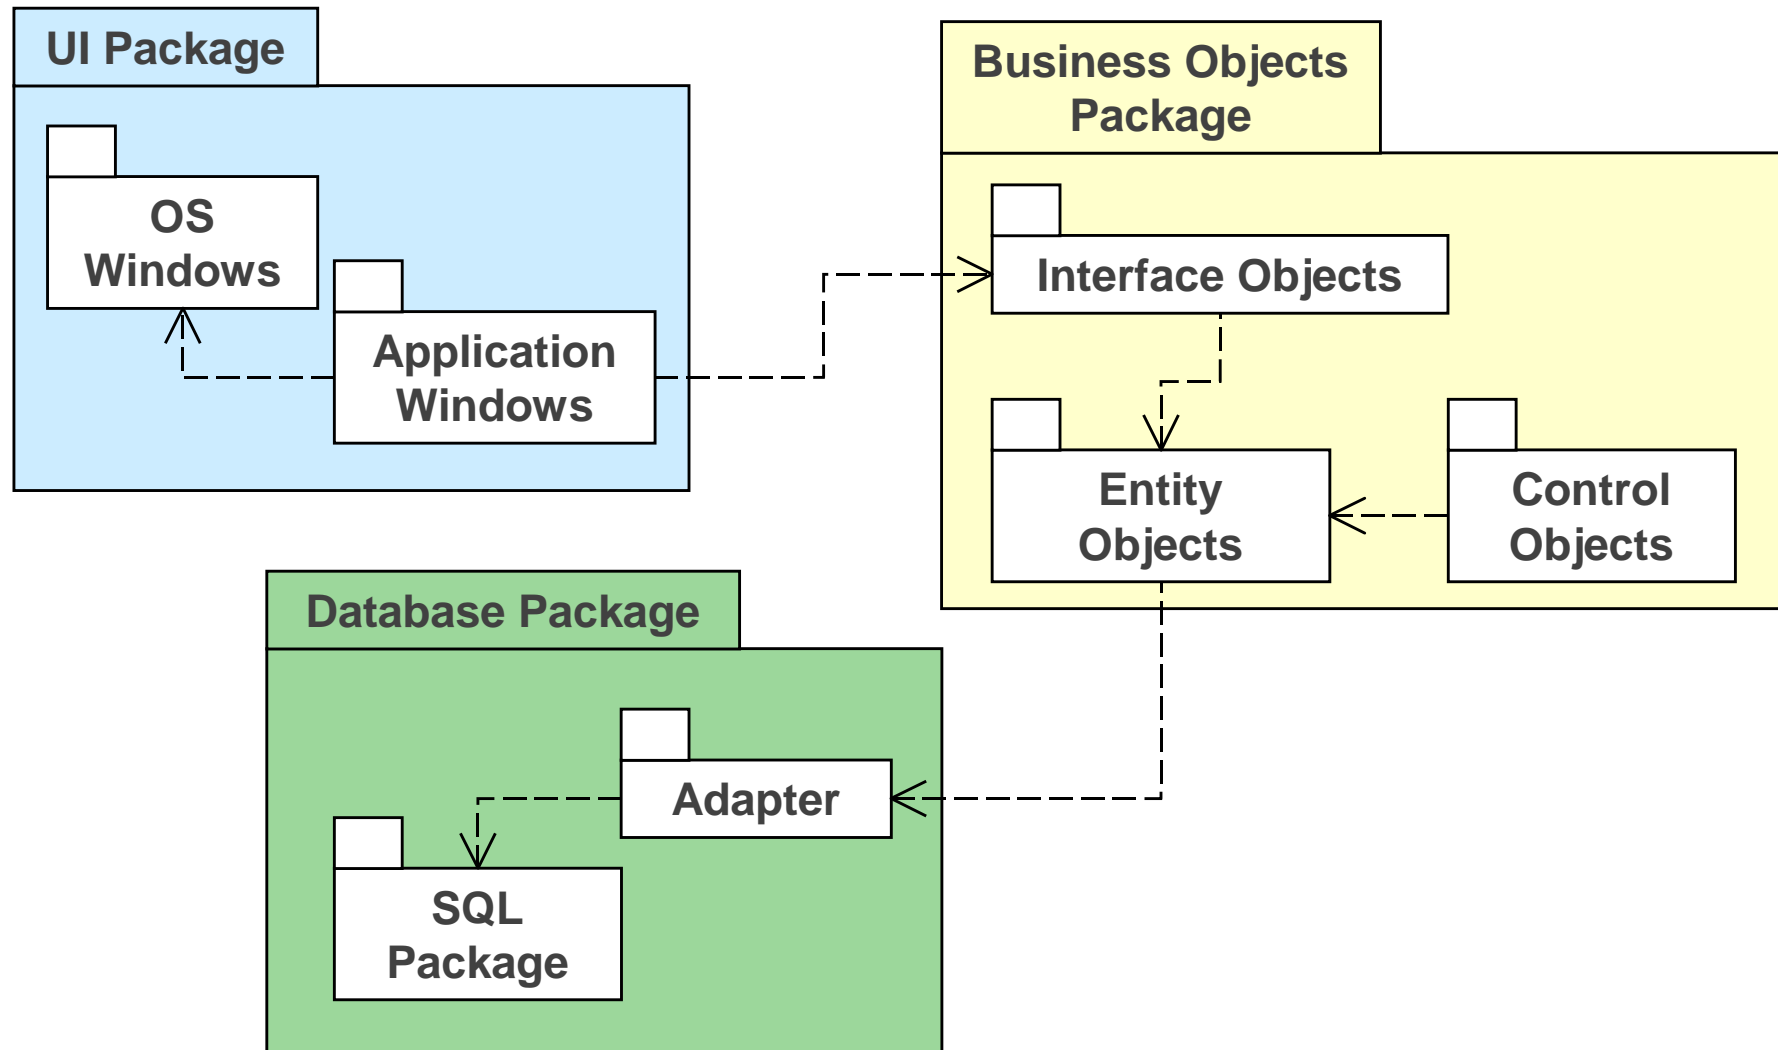 UI Package
OS
Windows
Application
Windows
Business Objects
Package
Interface Objects
Entity
Objects
Control
Objects
Database Package
Adapter
SQL
Package